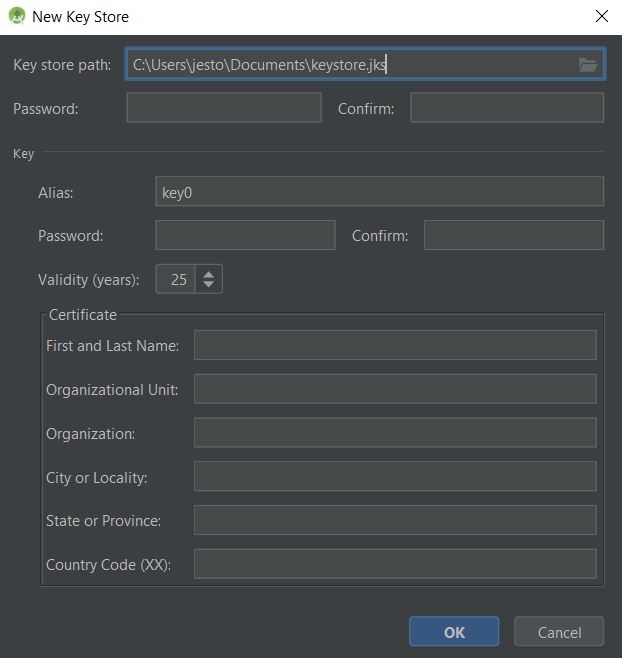 New Key Store
Key store path: C:\Users\jesto\Documents\keystore.jks
Password: Confirm:
Key
Alias: key0
Password: Confirm:
Validity (years): 25
Certificate
First and Last Name:
Organizational Unit:
Organization:
City or Locality:
State or Province:
Country Code (XX):
OK Cancel